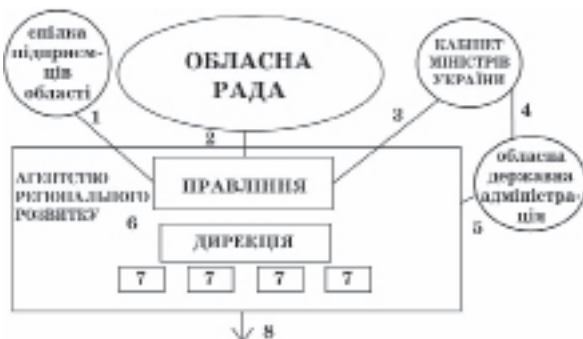 спілка
підприєм-
ців
області
ОБЛАСНА
РАДА
КАБІНЕТ
МІНІСТРІВ
УКРАЇНИ
1
2
3
4
обласна
державна
адміністра-
ція
АГЕНТСТВО
РЕГІОНАЛЬНОГО
РОЗВИТКУ
ПРАВЛІННЯ
5
6
ДИРЕКЦІЯ
7 7 7 7
8